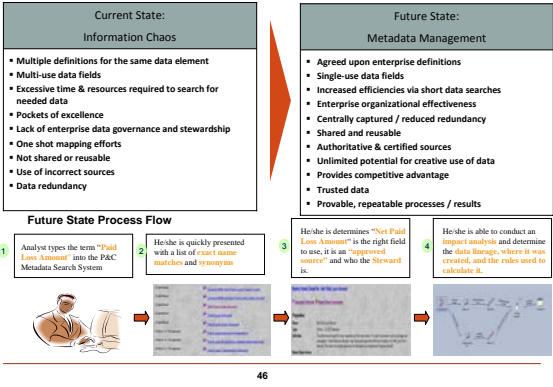 Current State:
Information Chaos
▪ Multiple definitions for the same data element
▪ Multi-use data fields
▪ Excessive time & resources required to search for
needed data
▪ Pockets of excellence
▪ Lack of enterprise data governance and stewardship
▪ One shot mapping efforts
▪ Not shared or reusable
▪ Use of incorrect sources
▪ Data redundancy
Future State:
Metadata Management
▪ Agreed upon enterprise definitions
▪ Single-use data fields
▪ Increased efficiencies via short data searches
▪ Enterprise organizational effectiveness
▪ Centrally captured / reduced redundancy
▪ Shared and reusable
▪ Authoritative & certified sources
▪ Unlimited potential for creative use of data
▪ Provides competitive advantage
▪ Trusted data
▪ Provable, repeatable processes / results
Future State Process Flow
1
Analyst types the term "Paid
Loss Amount" into the P&C
Metadata Search System
2
He/she is quickly presented
with a list of exact name
matches and synonyms
3
He/she is determines "Net Paid
Loss Amount" is the right field
to use, it is an "approved
source" and who the Steward
is.
4
He/she is able to conduct an
impact analysis and determine
the data lineage, where it was
created, and the rules used to
calculate it.
46